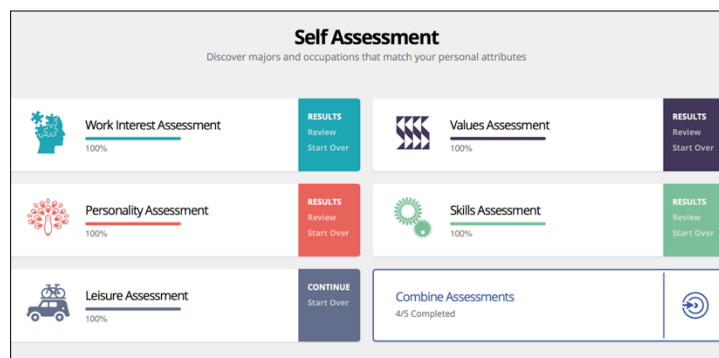 Self Assessment
Discover majors and occupations that match your personal attributes
Work Interest Assessment
100%
RESULTS
Review
Start Over
Values Assessment
100%
RESULTS
Review
Start Over
Personality Assessment
100%
RESULTS
Review
Start Over
Skills Assessment
100%
RESULTS
Review
Start Over
Leisure Assessment
100%
CONTINUE
Start Over
Combine Assessments
4/5 Completed